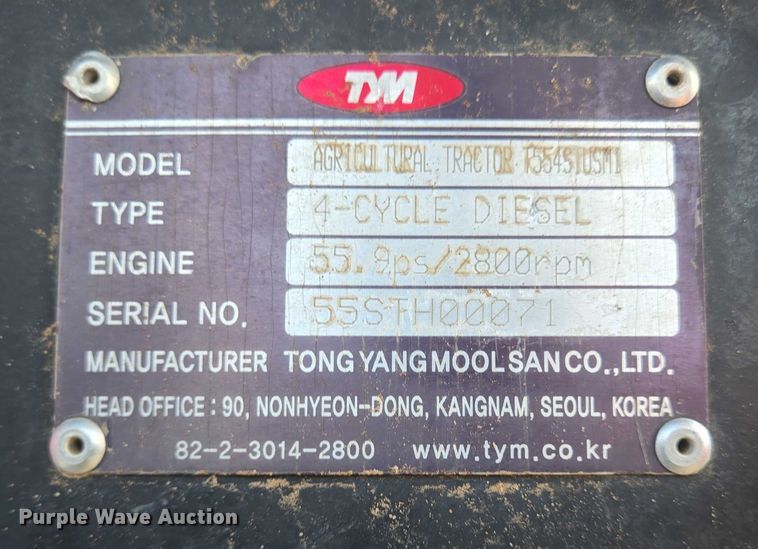 TYM
MODEL AGRICULTURAL TRACTOR T554STUSM1
TYPE 4-CYCLE DIESEL
ENGINE 55.9ps/2800rpm
SERIAL NO. 55STH00071
MANUFACTURER TONG YANG MOOLSAN CO.,LTD.
HEAD OFFICE : 90, NONHYEON-DONG, KANGNAM, SEOUL, KOREA
82-2-3014-2800 www.tym.co.kr
Purple Wave Auction